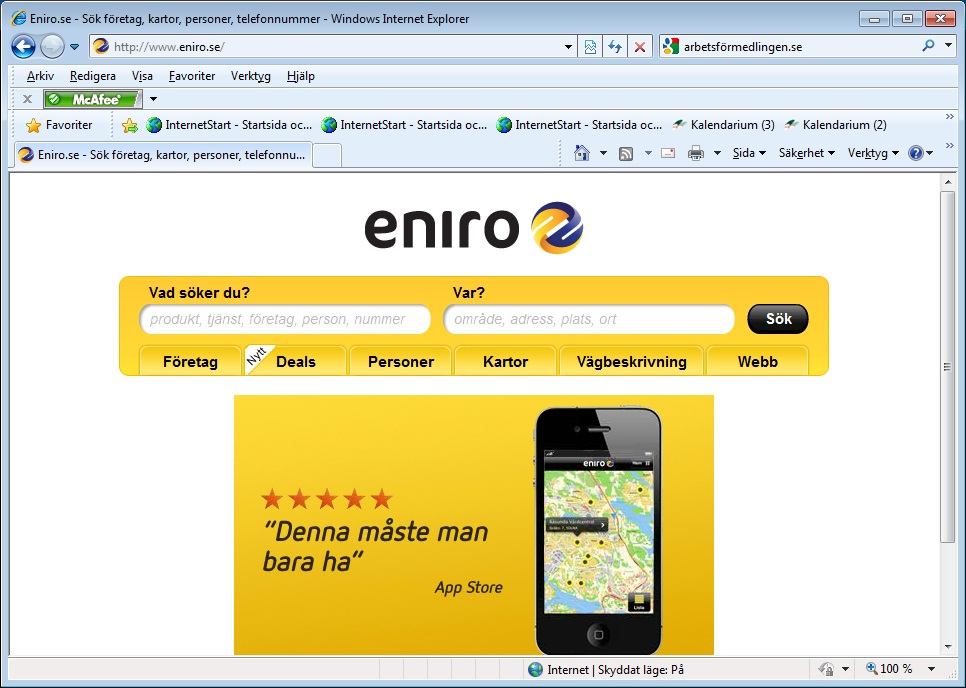 Eniro.se - Sök företag, kartor, personer, telefonnummer - Windows Internet Explorer
http://www.eniro.se/
arbetsförmedlingen.se
Arkiv Redigera Visa Favoriter Verktyg Hjälp
x McAfee
Favoriter InternetStart - Startsida oc... InternetStart - Startsida oc... InternetStart - Startsida oc... Kalendarium (3) Kalendarium (2) »
Eniro.se - Sök företag, kartor, personer, telefonnu... Sida Säkerhet Verktyg »
eniro
Vad söker du? Var?
produkt, tjänst, företag, person, nummer område, adress, plats, ort Sök
Företag Nytt Deals Personer Kartor Vägbeskrivning Webb
eniro
"Denna måste man
bara ha"
App Store
Lista
Internet | Skyddat läge: På 100 %